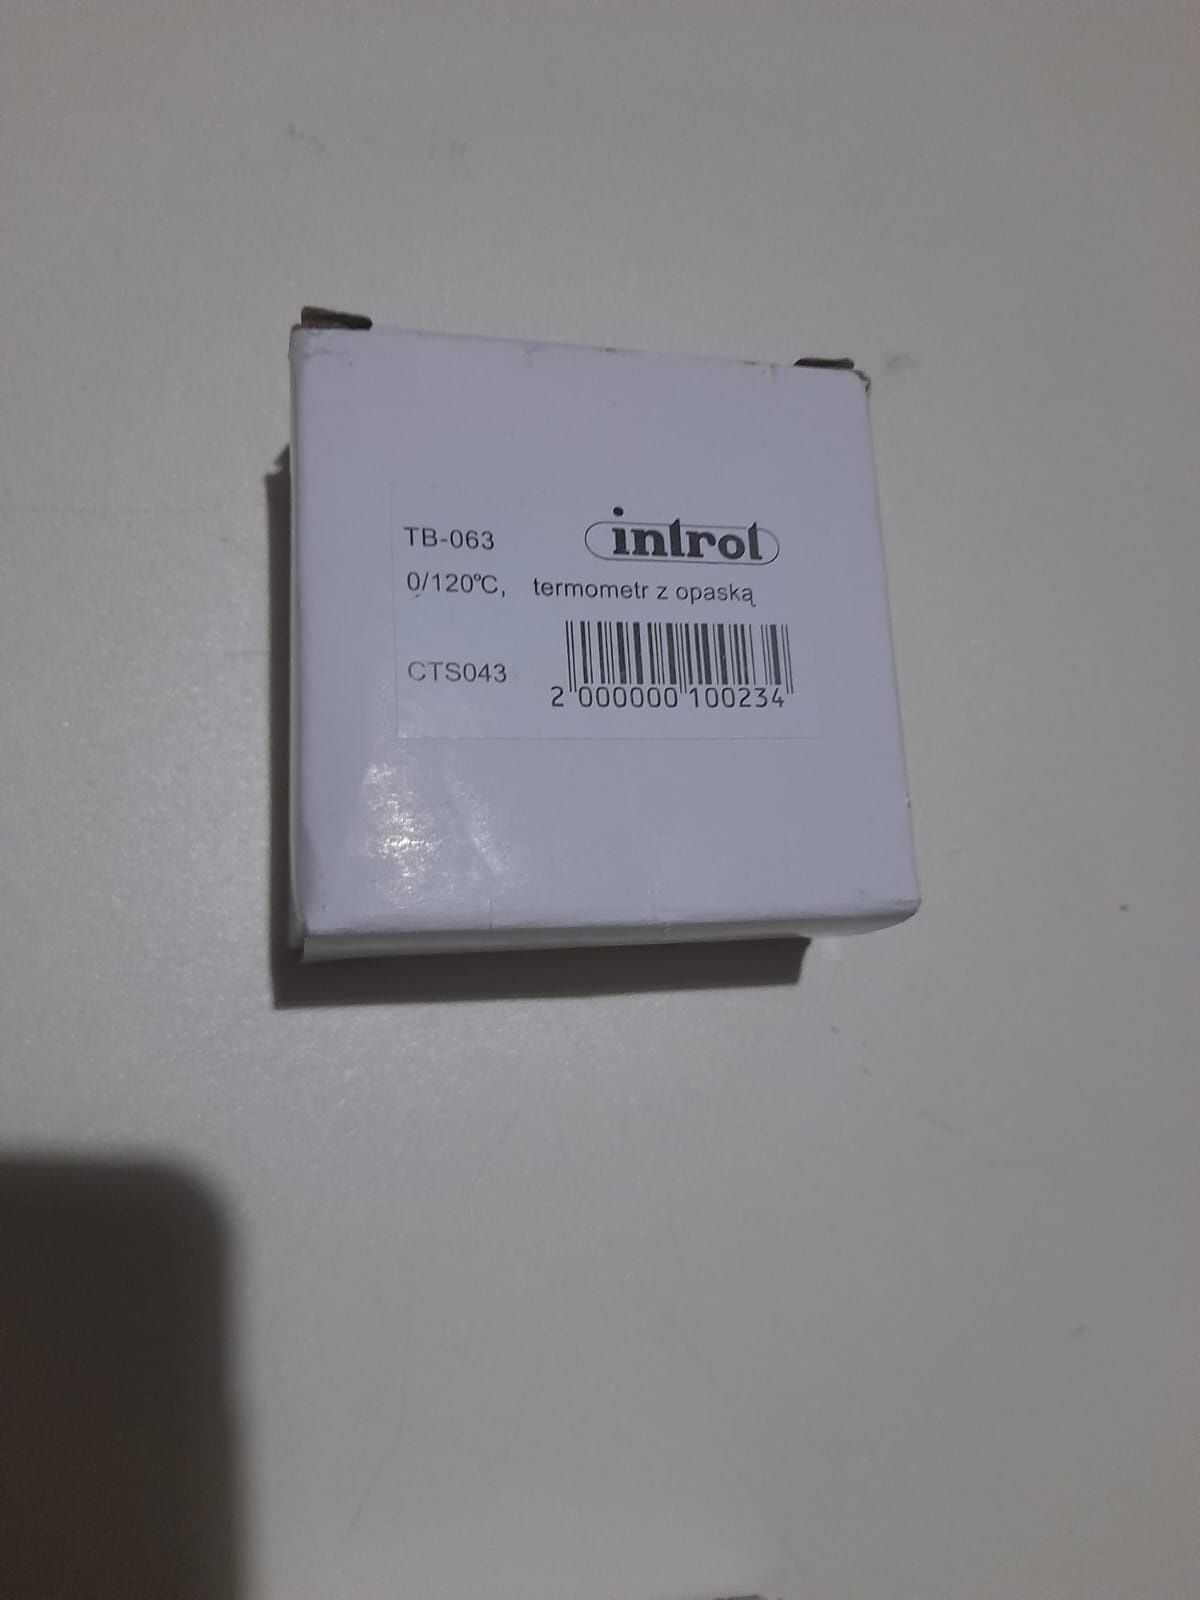 TB-063 introl
0/120°C, termometr z opaską
CTS043
2 000000 100234